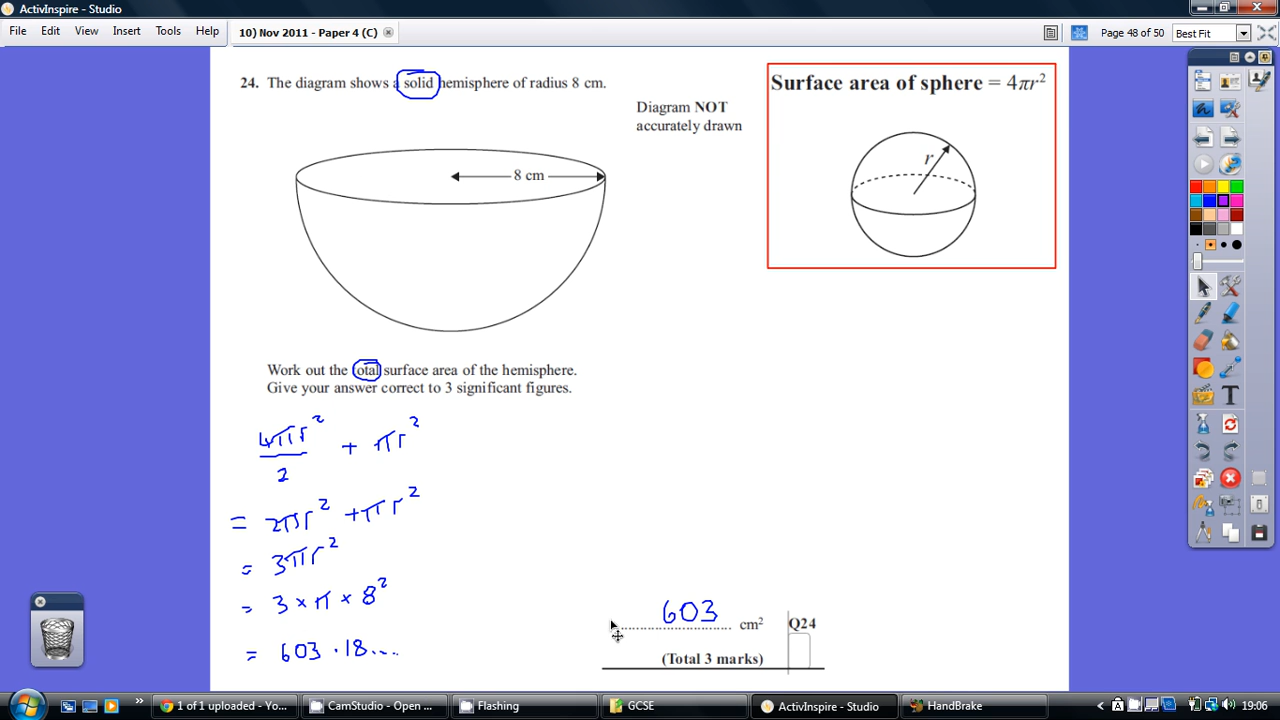 ActivInspire - Studio
File Edit View Insert Tools Help
10) Nov 2011 - Paper 4 (C)
Page 48 of 50
Best Fit
24. The diagram shows a solid hemisphere of radius 8 cm.
Diagram NOT
accurately drawn
8 cm
Surface area of sphere = 4πr²
r
Work out the total surface area of the hemisphere.
Give your answer correct to 3 significant figures.
4πr²/2 + πr²
= 2πr² + πr²
= 3πr²
= 3 × π × 8²
= 603.18...
603
.............................. cm²
Q24
(Total 3 marks)
T
1 of 1 uploaded - Yo...
CamStudio - Open ...
Flashing
GCSE
ActivInspire - Studio
HandBrake
19:06